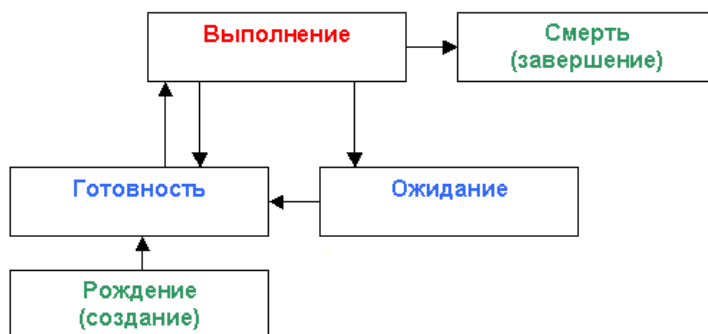 Выполнение
Смерть
(завершение)
Готовность
Ожидание
Рождение
(создание)